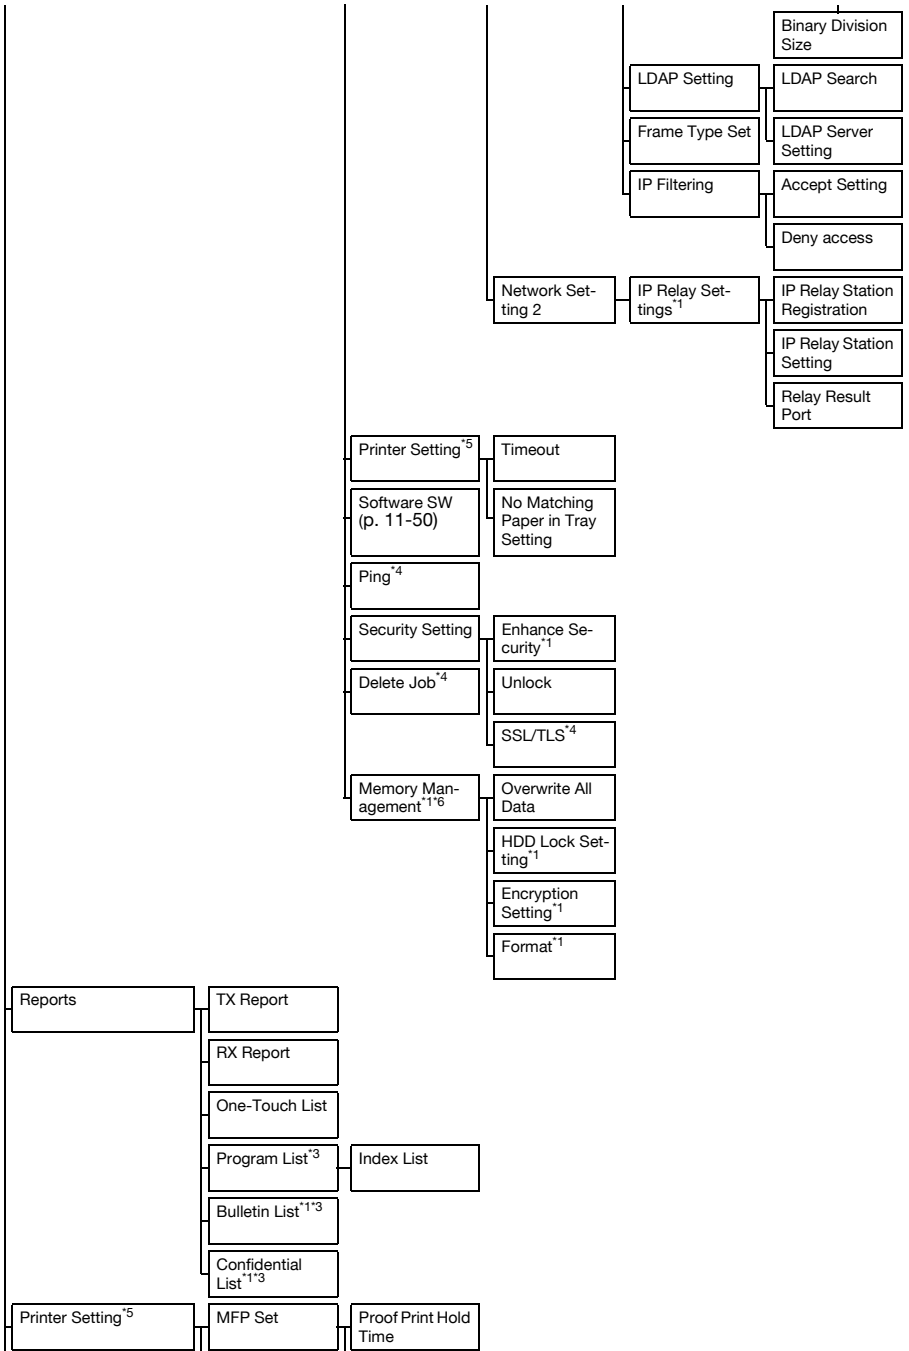 Binary Division
Size
LDAP Setting
LDAP Search
Frame Type Set
LDAP Server
Setting
IP Filtering
Accept Setting
Deny access
Network Set-
ting 2
IP Relay Set-
tings*1
IP Relay Station
Registration
IP Relay Station
Setting
Relay Result
Port
Printer Setting*5
Timeout
Software SW
(p. 11-50)
No Matching
Paper in Tray
Setting
Ping*4
Security Setting
Enhance Se-
curity*1
Delete Job*4
Unlock
SSL/TLS*4
Memory Man-
agement*1*6
Overwrite All
Data
HDD Lock Set-
ting*1
Encryption
Setting*1
Format*1
Reports
TX Report
RX Report
One-Touch List
Program List*3
Index List
Bulletin List*1*3
Confidential
List*1*3
Printer Setting*5
MFP Set
Proof Print Hold
Time